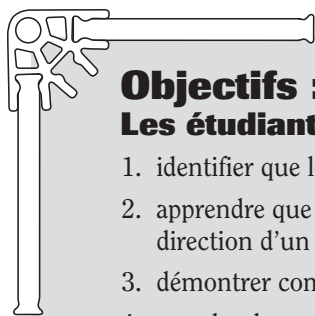 Objectifs :
Les étudiant
1. identifier que l
2. apprendre que
direction d'un
3. démontrer con